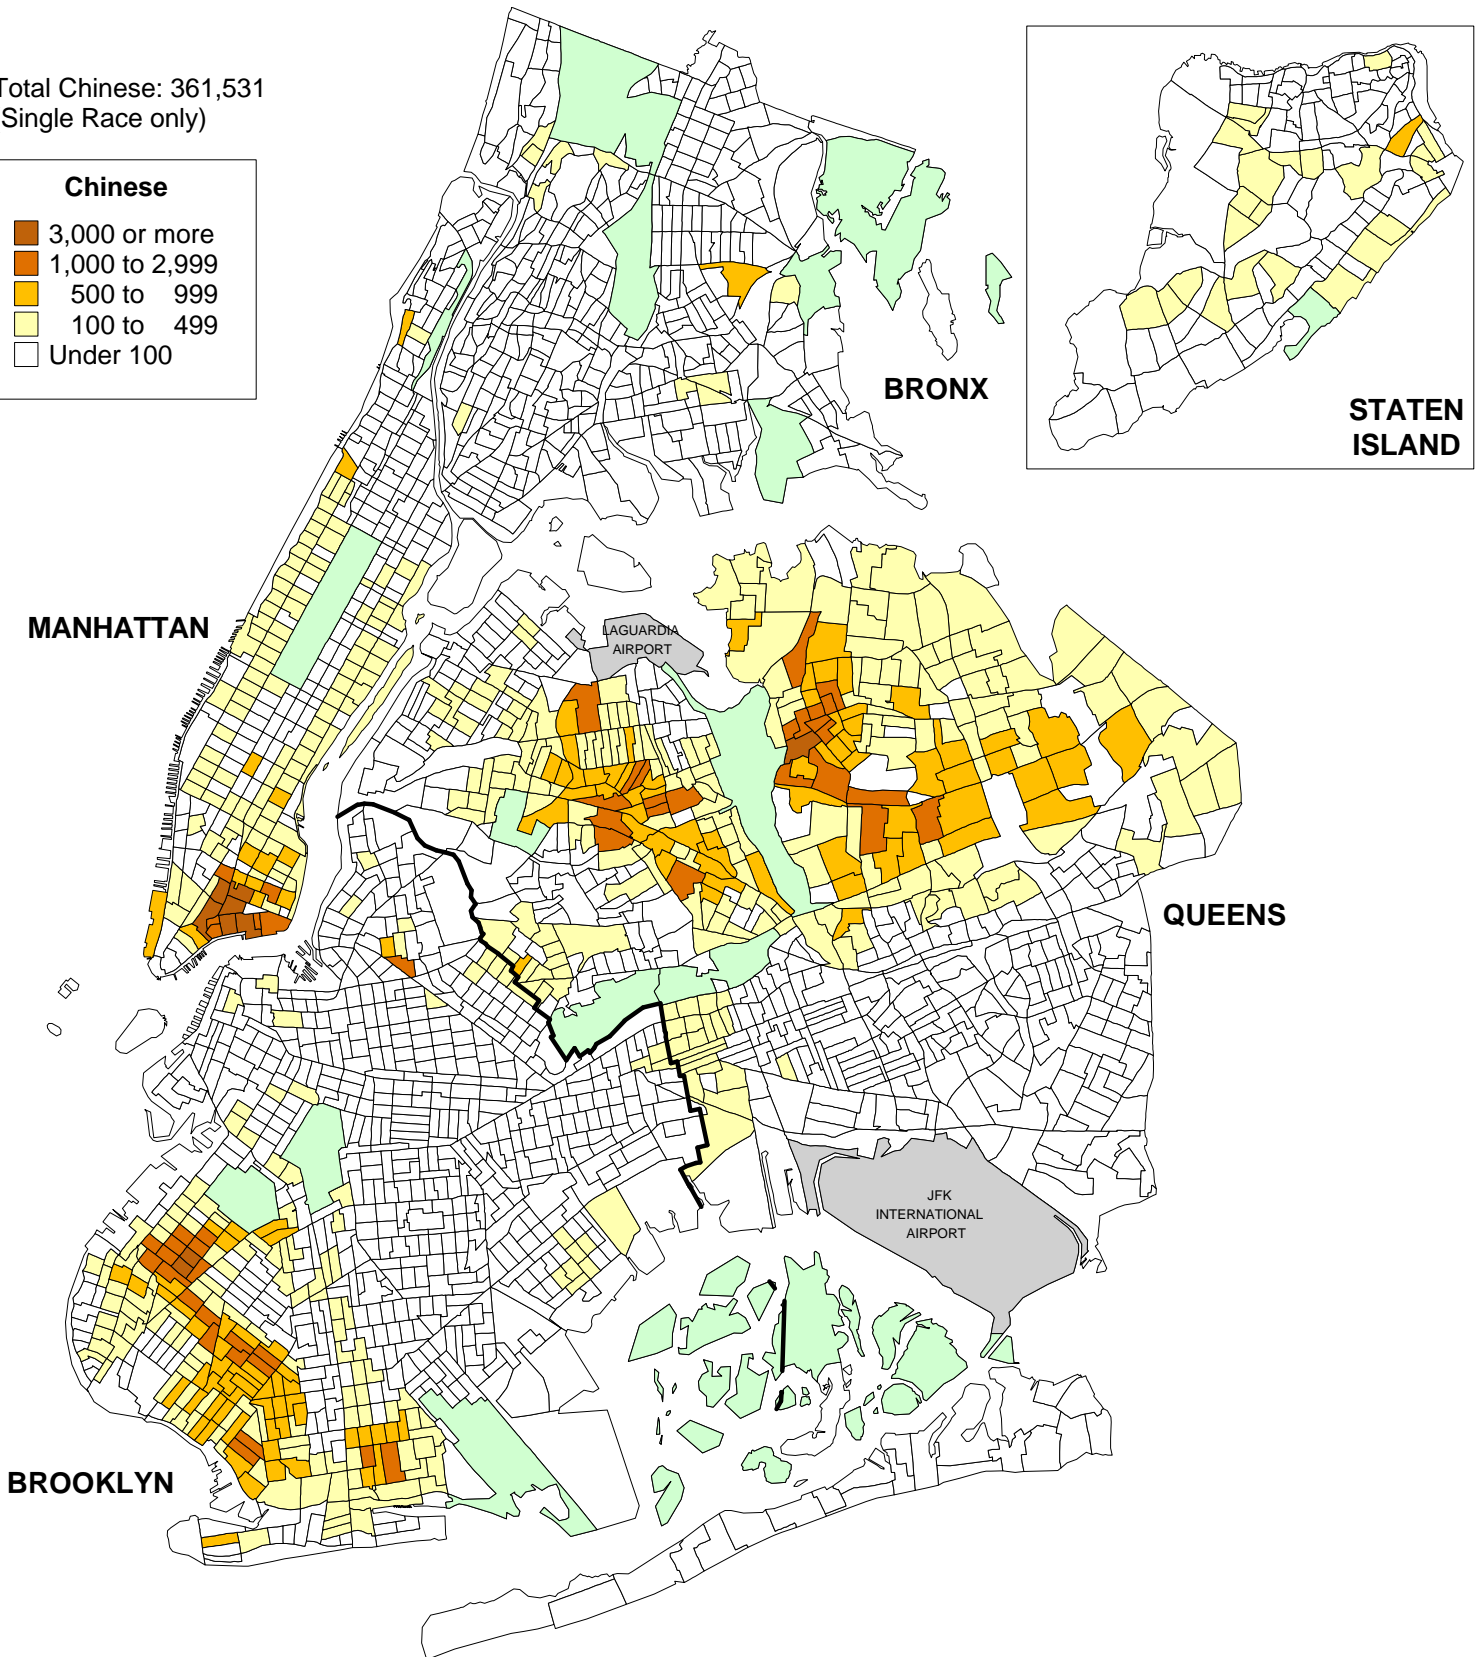 Total Chinese: 361,531
Single Race only)
Chinese
3,000 or more
1,000 to 2,999
500 to 999
100 to 499
Under 100
BRONX
STATEN
ISLAND
MANHATTAN
LAGUARDIA
AIRPORT
QUEENS
JFK
INTERNATIONAL
AIRPORT
BROOKLYN